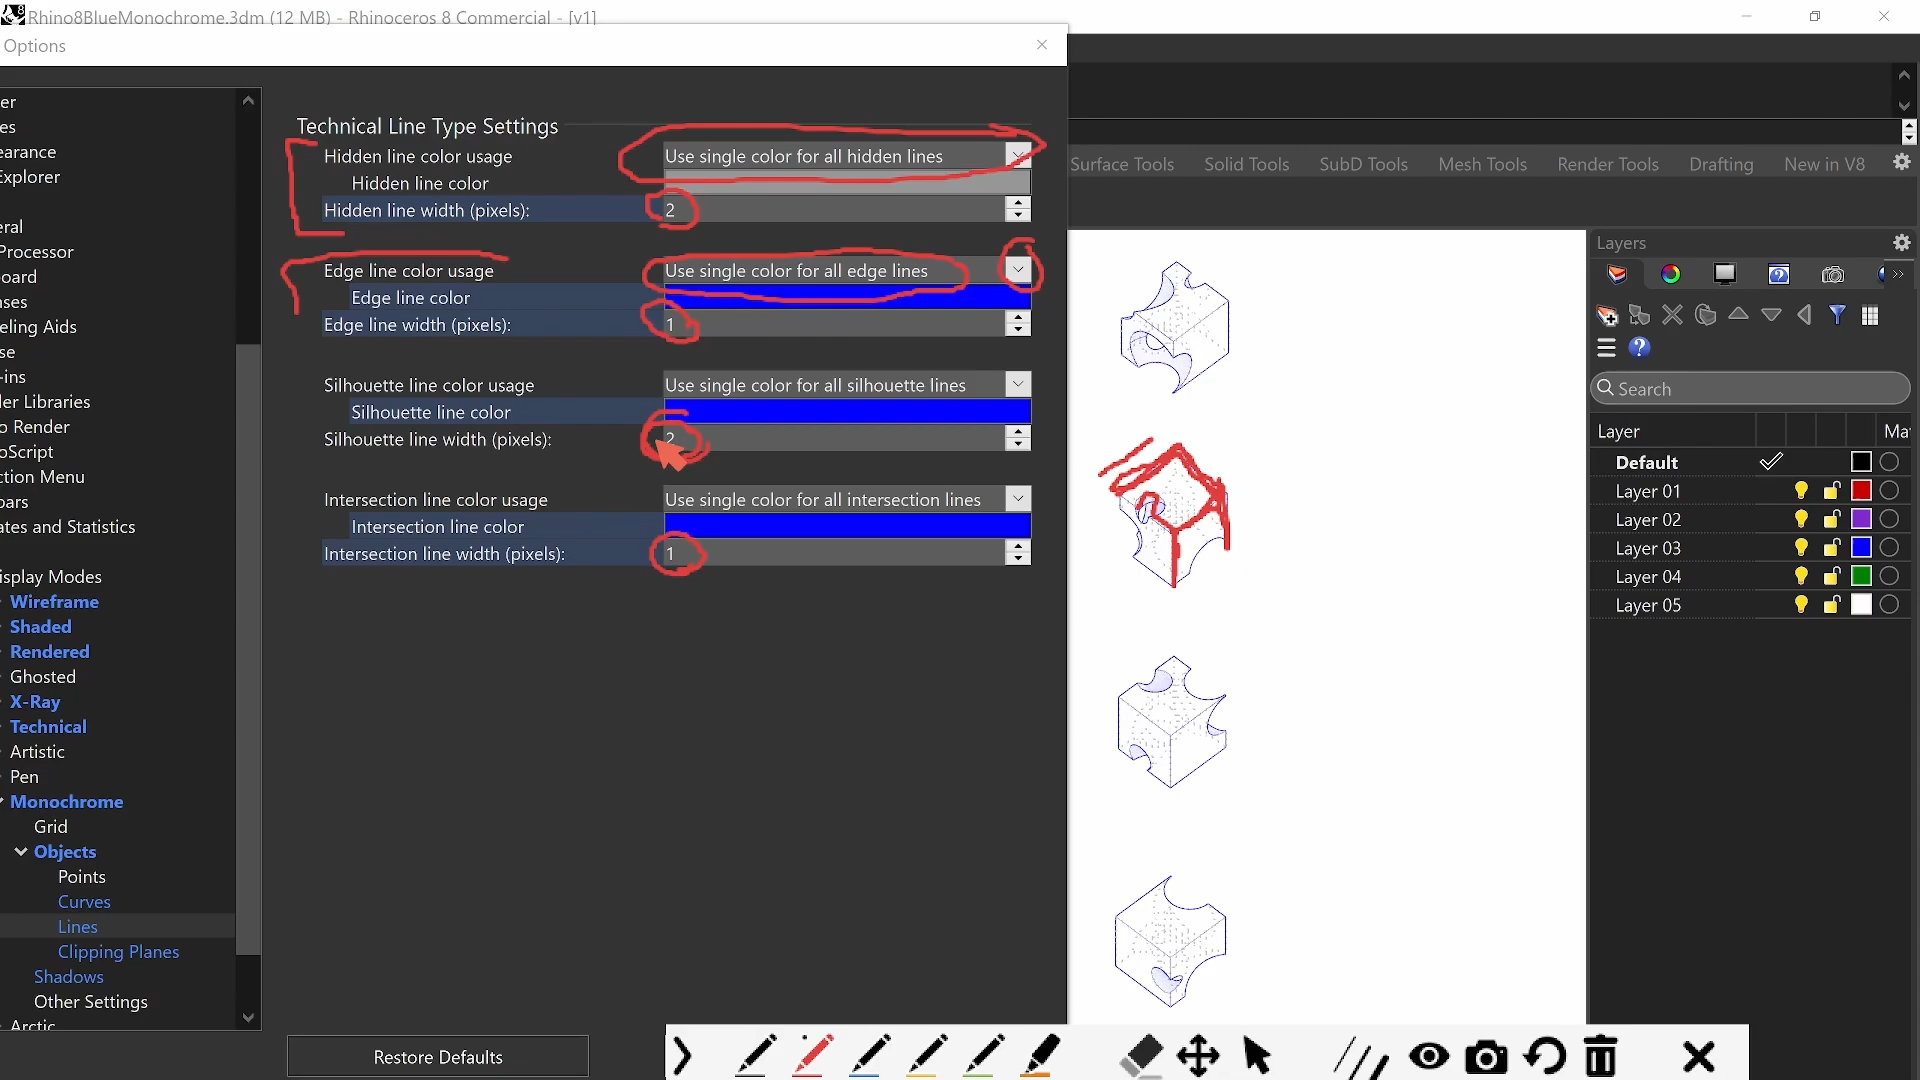 Rhino8BlueMonochrome.3dm (12 MB) - Rhinoceros 8 Commercial - [v1]
Options
er
es
earance
Explorer
eral
Processor
oard
nses
eling Aids
se
-ins
ler Libraries
o Render
oScript
ction Menu
bars
ates and Statistics
isplay Modes
Wireframe
Shaded
Rendered
Ghosted
X-Ray
Technical
Artistic
Pen
Monochrome
Grid
Objects
Points
Curves
Lines
Clipping Planes
Shadows
Other Settings
Arctic
Technical Line Type Settings
Hidden line color usage Use single color for all hidden lines
Hidden line color
Hidden line width (pixels): 2
Edge line color usage Use single color for all edge lines
Edge line color
Edge line width (pixels): 1
Silhouette line color usage Use single color for all silhouette lines
Silhouette line color
Silhouette line width (pixels): 2
Intersection line color usage Use single color for all intersection lines
Intersection line color
Intersection line width (pixels): 1
Restore Defaults
Surface Tools Solid Tools SubD Tools Mesh Tools Render Tools Drafting New in V8
Layers
Search
Layer Ma
Default
Layer 01
Layer 02
Layer 03
Layer 04
Layer 05